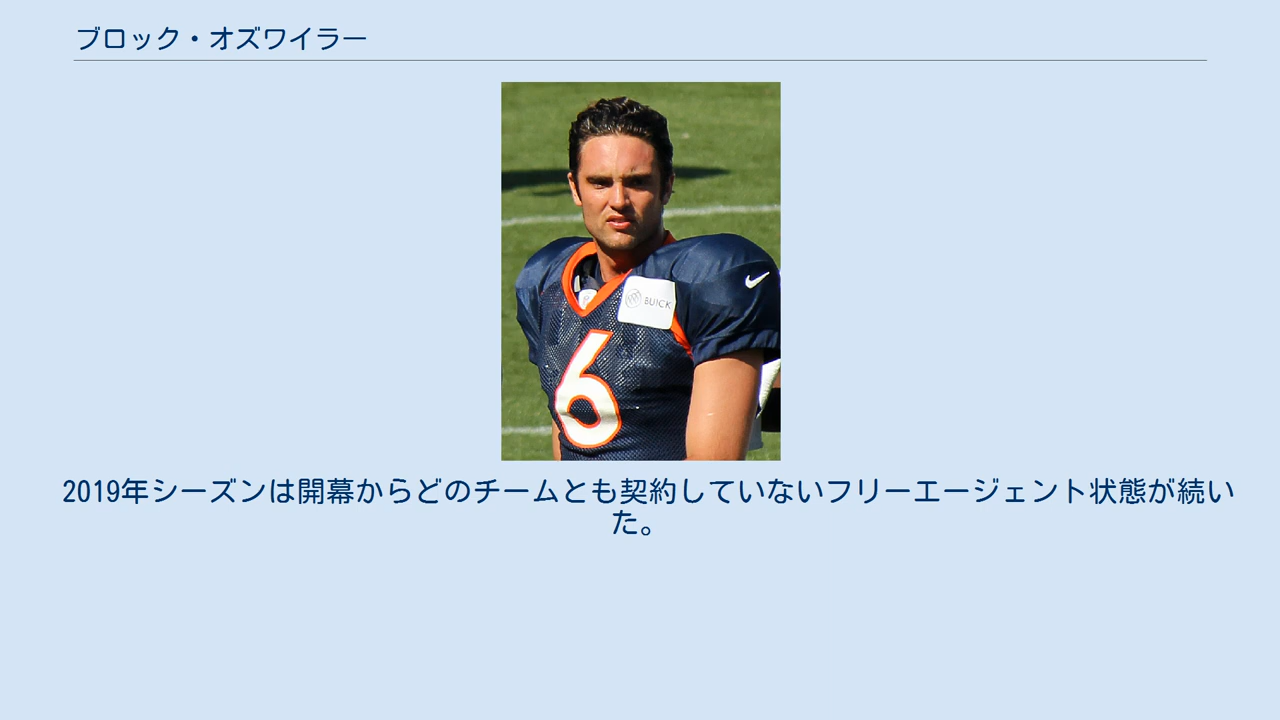 ブロック・オズワイラー
BUICK
6
2019年シーズンは開幕からどのチームとも契約していないフリーエージェント状態が続い
た。